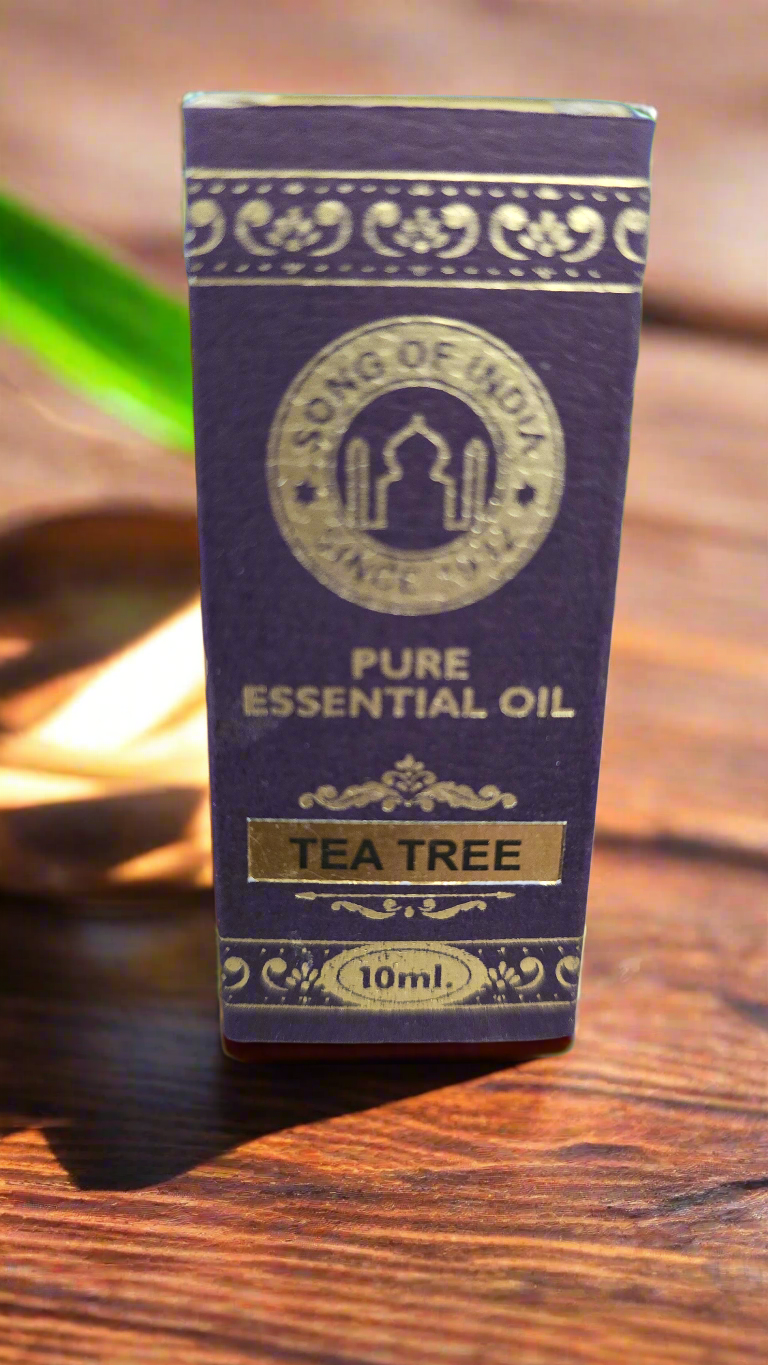 SONG OF INDIA
SINCE
PURE
ESSENTIAL OIL
TEA TREE
10ml.